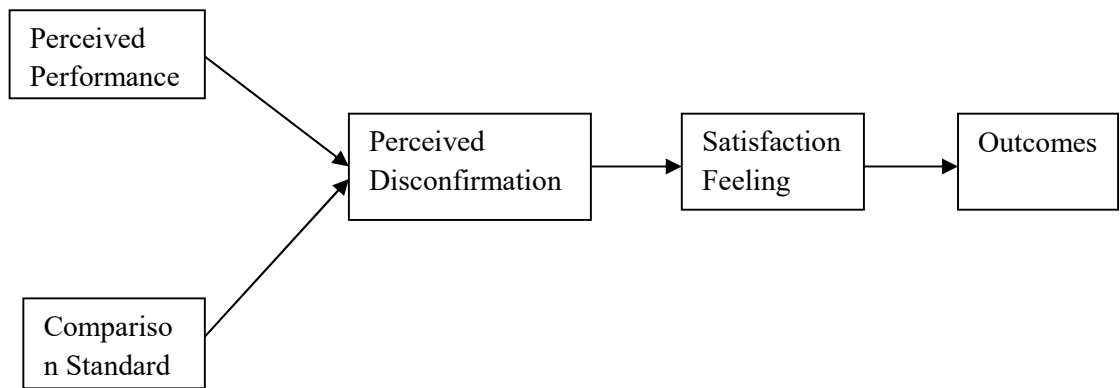 Perceived
Performance
Perceived
Disconfirmation
Satisfaction
Feeling
Outcomes
Compariso
n Standard